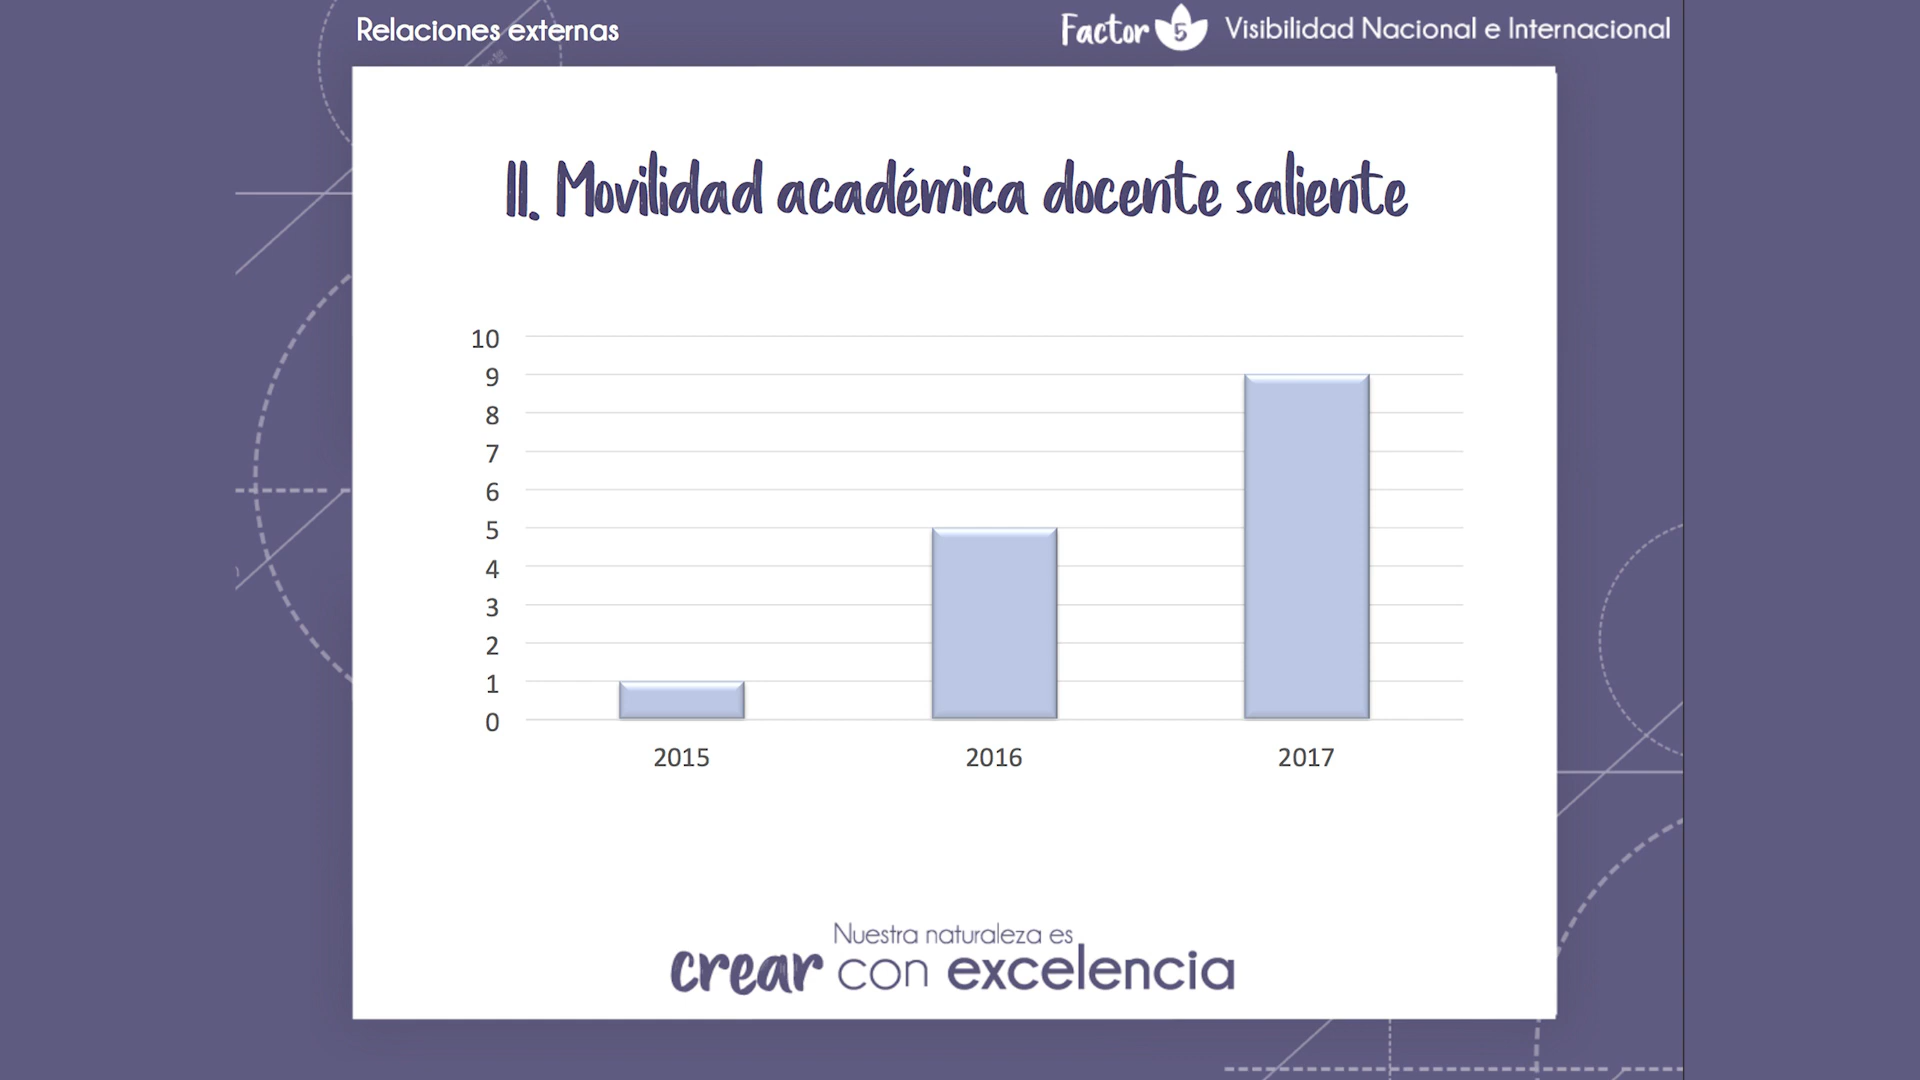 Relaciones externas
Factor 5 Visibilidad Nacional e Internacional
II. Movilidad académica docente saliente
10
9
8
7
6
5
4
3
2
1
0
2015 2016 2017
Nuestra naturaleza es
crear con excelencia